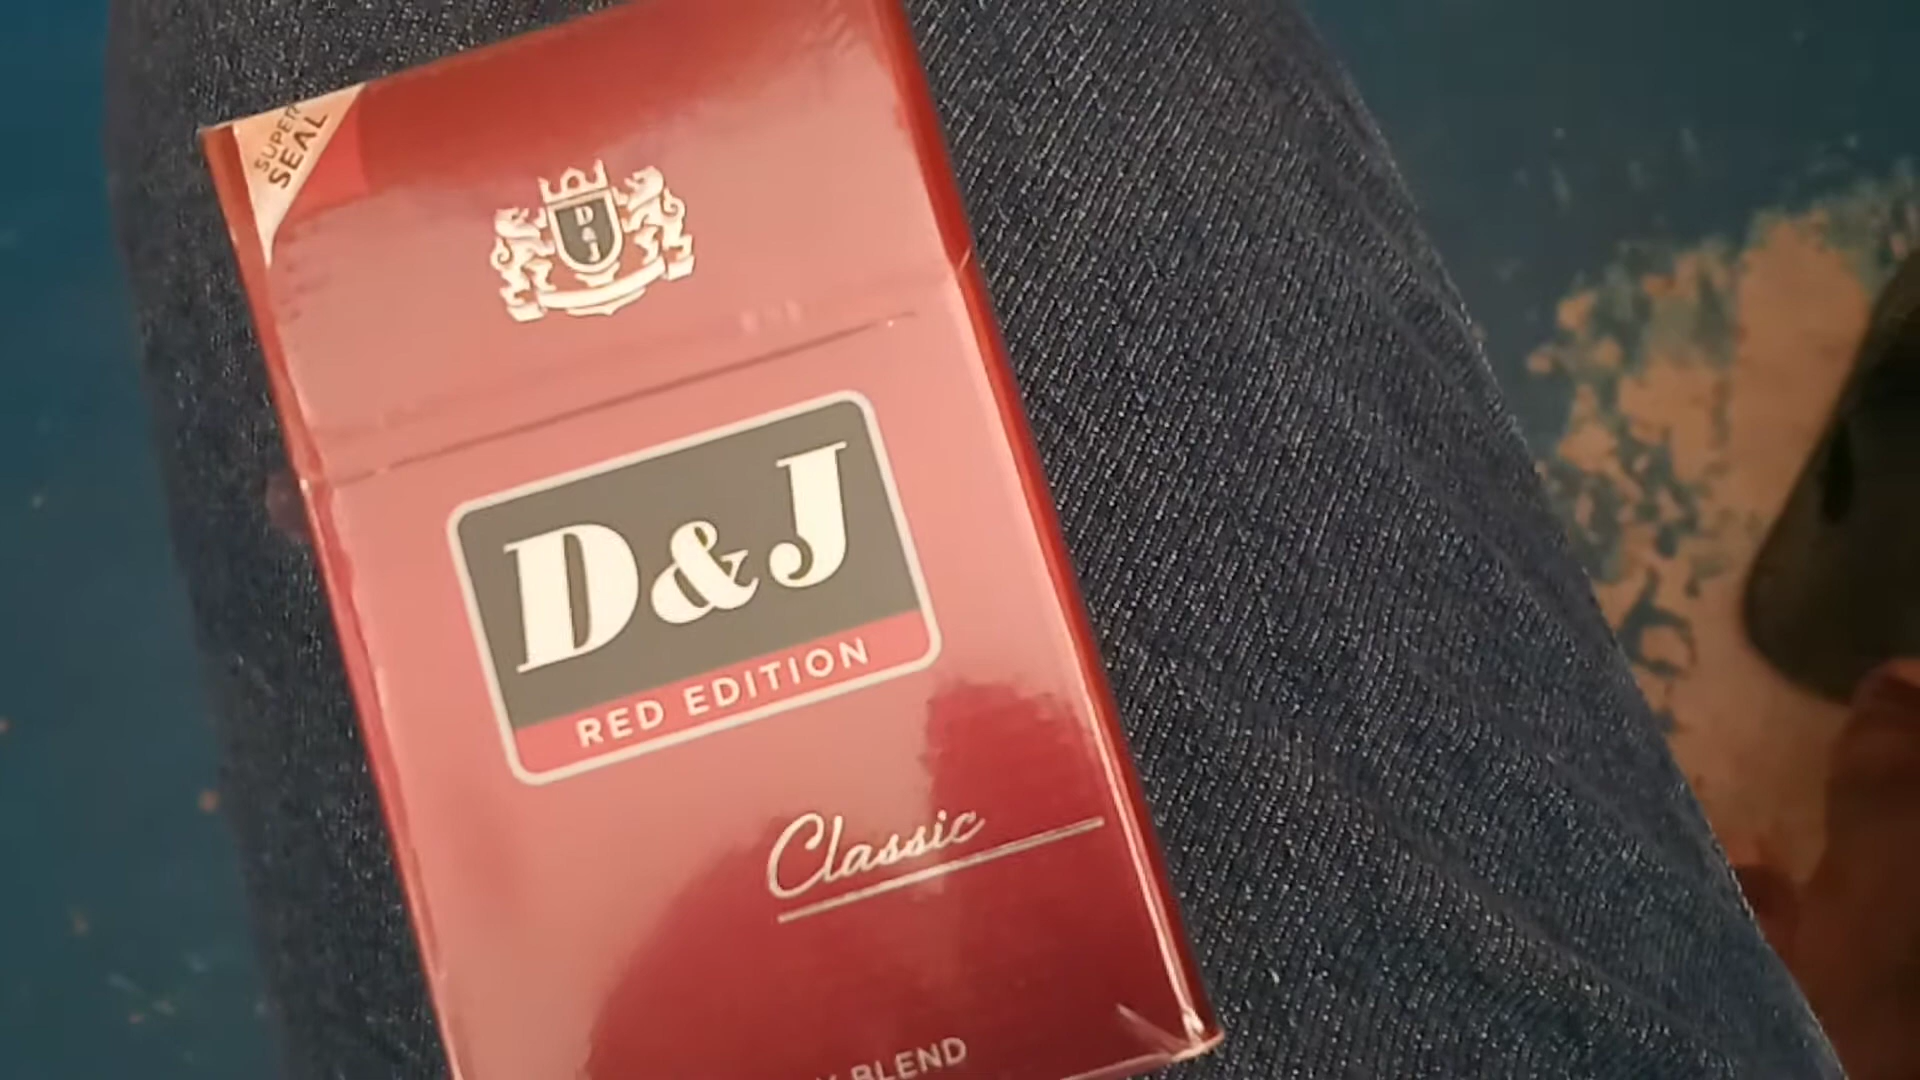 SUPER
SEAL
D
&
J
D&J
RED EDITION
Classic
BLEND